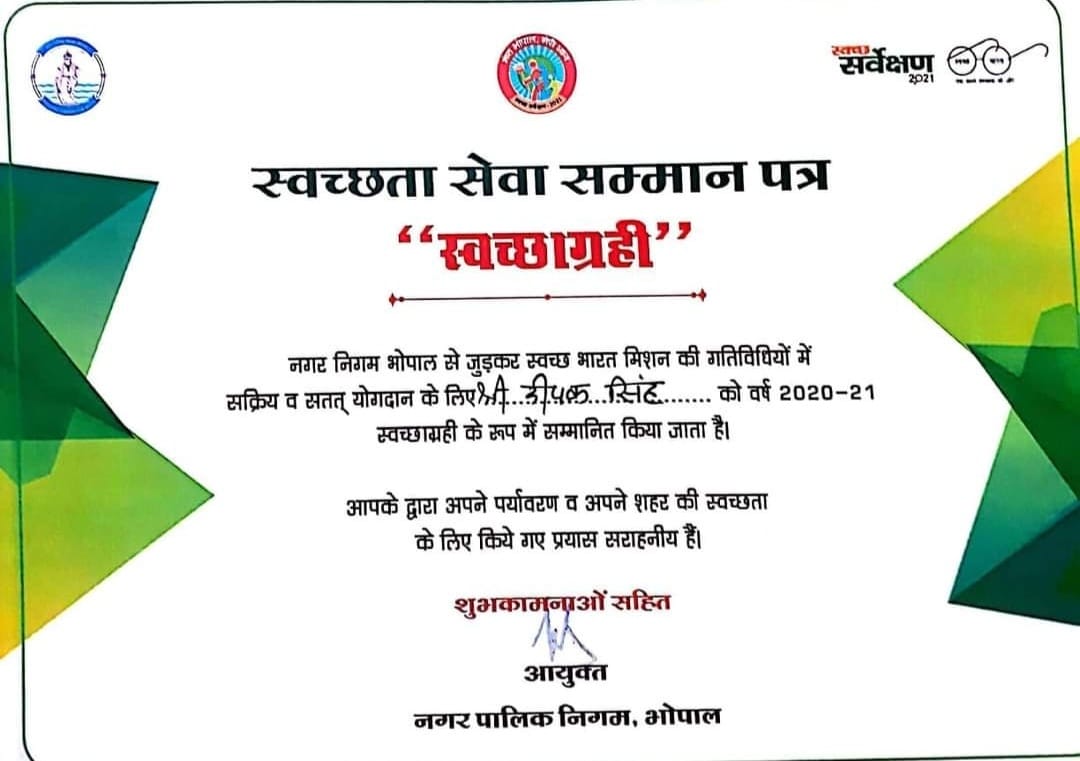 स्वच्छ
सर्वेक्षण
2021
स्वच्छता सेवा सम्मान पत्र
‘‘स्वच्छाग्रही’’
नगर निगम भोपाल से जुड़कर स्वच्छ भारत मिशन की गतिविधियों में
सक्रिय व सतत् योगदान के लिए श्री..दीपक...सिंह....... को वर्ष 2020-21
स्वच्छाग्रही के रूप में सम्मानित किया जाता है।
आपके द्वारा अपने पर्यावरण व अपने शहर की स्वच्छता
के लिए किये गए प्रयास सराहनीय हैं।
शुभकामनाओं सहित
आयुक्त
नगर पालिक निगम, भोपाल